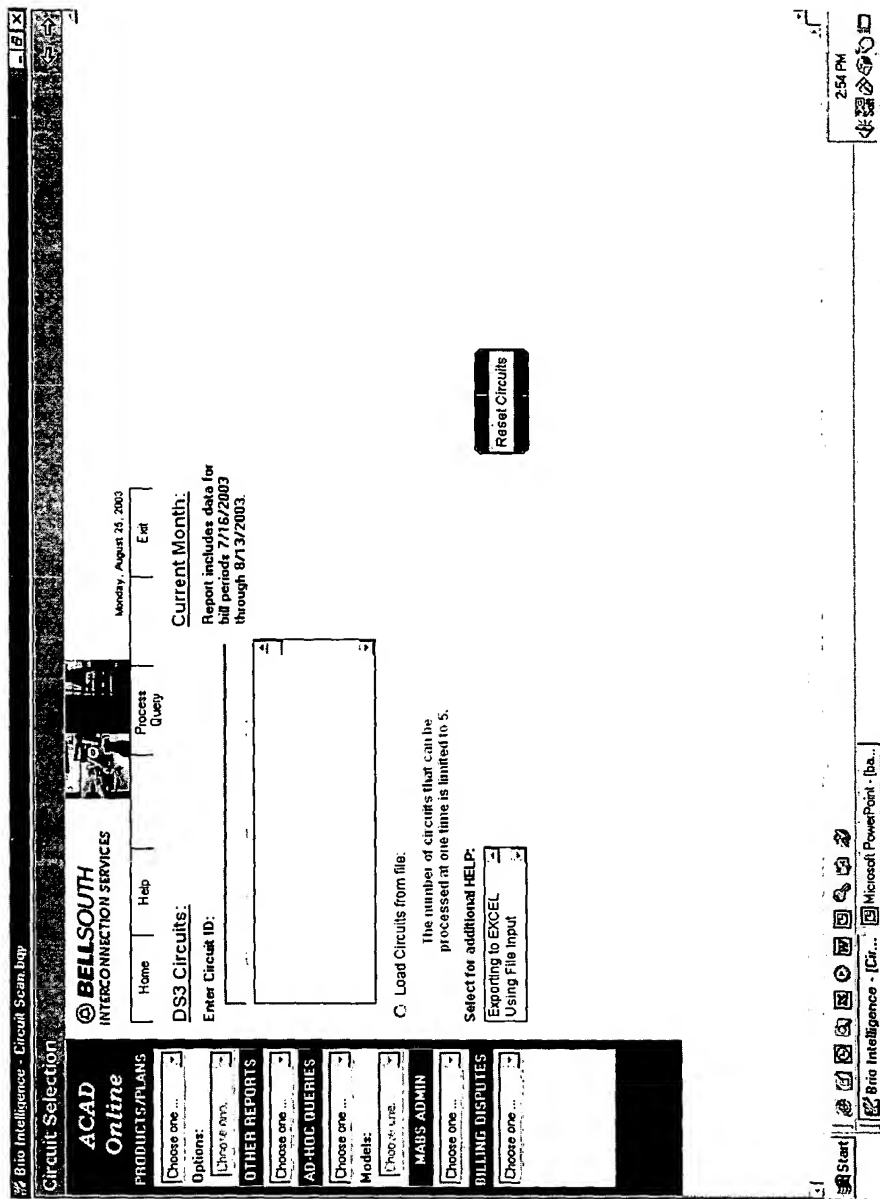 Brio Intelligence - Circuit Scan.bqp
Circuit Selection
ACAD
Online
PRODUCTS/PLANS
Choose one ...
Options:
Choose one.
OTHER REPORTS
Choose one ...
AD-HOC QUERIES
Choose one ...
Models:
Choose one.
MABS ADMIN
Choose one ...
BILLING DISPUTES
Choose one ...
BELLSOUTH
INTERCONNECTION SERVICES
Monday, August 25, 2003
Home
Help
Process
Query
Exit
DS3 Circuits:
Enter Circuit ID:
Current Month:
Report includes data for
bill periods 7/16/2003
through 8/13/2003.
Load Circuits from file:
The number of circuits that can be
processed at one time is limited to 5.
Select for additional HELP:
Exporting to EXCEL
Using File Input
Reset Circuits
Start
Brio Intelligence - [Cir...
Microsoft PowerPoint - [ba...
2:54 PM